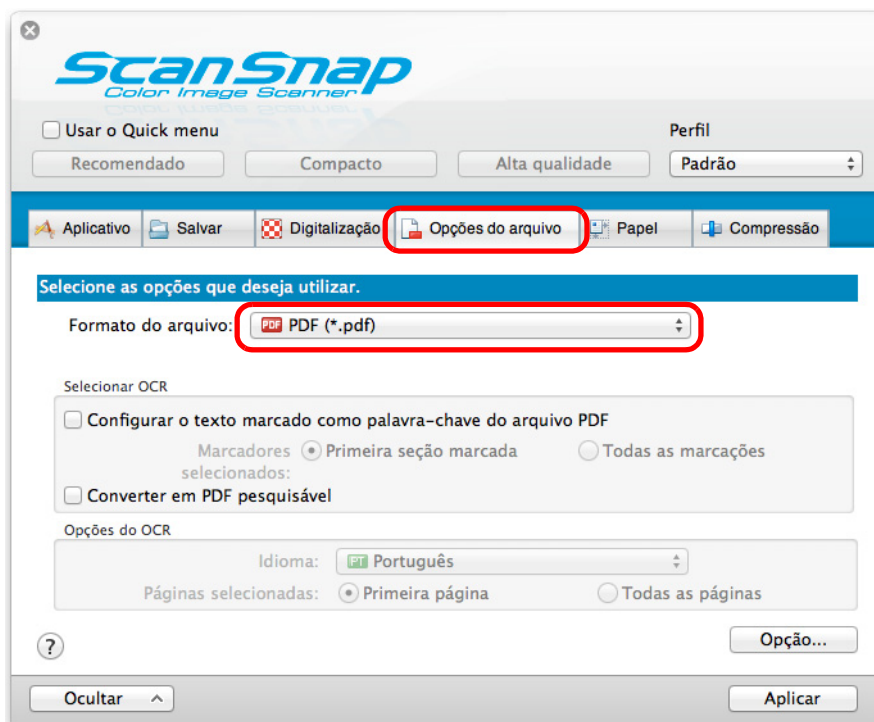 ScanSnap
Color Image Scanner
Usar o Quick menu
Perfil
Recomendado Compacto Alta qualidade Padrão
Aplicativo Salvar Digitalização Opções do arquivo Papel Compressão
Selecione as opções que deseja utilizar.
Formato do arquivo: PDF PDF (*.pdf)
Selecionar OCR
Configurar o texto marcado como palavra-chave do arquivo PDF
Marcadores Primeira seção marcada Todas as marcações
selecionados:
Converter em PDF pesquisável
Opções do OCR
Idioma: PT Português
Páginas selecionadas: Primeira página Todas as páginas
? Opção...
Ocultar Aplicar